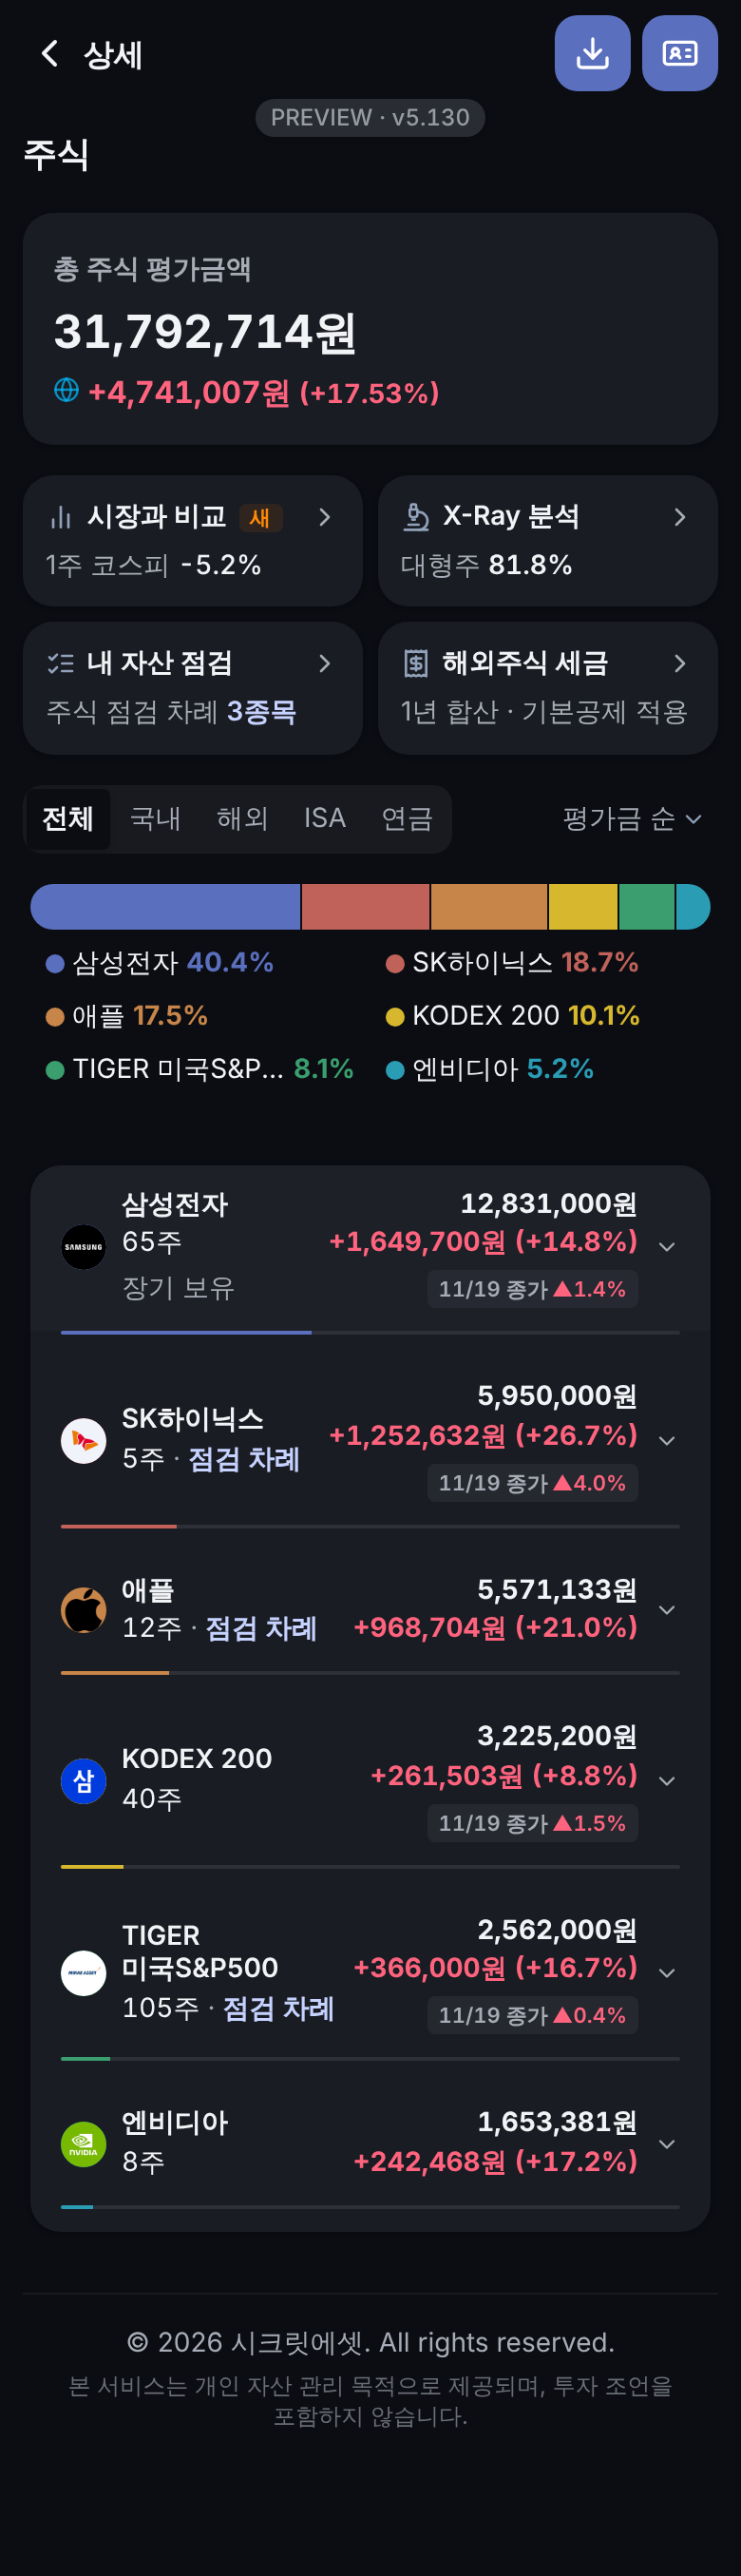 상세
PREVIEW · v5.130
주식
총 주식 평가금액
31,792,714원
+4,741,007원 (+17.53%)
시장과 비교 새
1주 코스피 -5.2%
X-Ray 분석
대형주 81.8%
내 자산 점검
주식 점검 차례 3종목
해외주식 세금
1년 합산 · 기본공제 적용
전체 국내 해외 ISA 연금 평가금 순
삼성전자 40.4% SK하이닉스 18.7%
애플 17.5% KODEX 200 10.1%
TIGER 미국S&P... 8.1% 엔비디아 5.2%
SAMSUNG
삼성전자
65주
장기 보유
12,831,000원
+1,649,700원 (+14.8%)
11/19 종가 ▲1.4%
SK하이닉스
5주 · 점검 차례
5,950,000원
+1,252,632원 (+26.7%)
11/19 종가 ▲4.0%
애플
12주 · 점검 차례
5,571,133원
+968,704원 (+21.0%)
삼
KODEX 200
40주
3,225,200원
+261,503원 (+8.8%)
11/19 종가 ▲1.5%
MIRAE ASSET
TIGER
미국S&P500
105주 · 점검 차례
2,562,000원
+366,000원 (+16.7%)
11/19 종가 ▲0.4%
NVIDIA
엔비디아
8주
1,653,381원
+242,468원 (+17.2%)
© 2026 시크릿에셋. All rights reserved.
본 서비스는 개인 자산 관리 목적으로 제공되며, 투자 조언을
포함하지 않습니다.